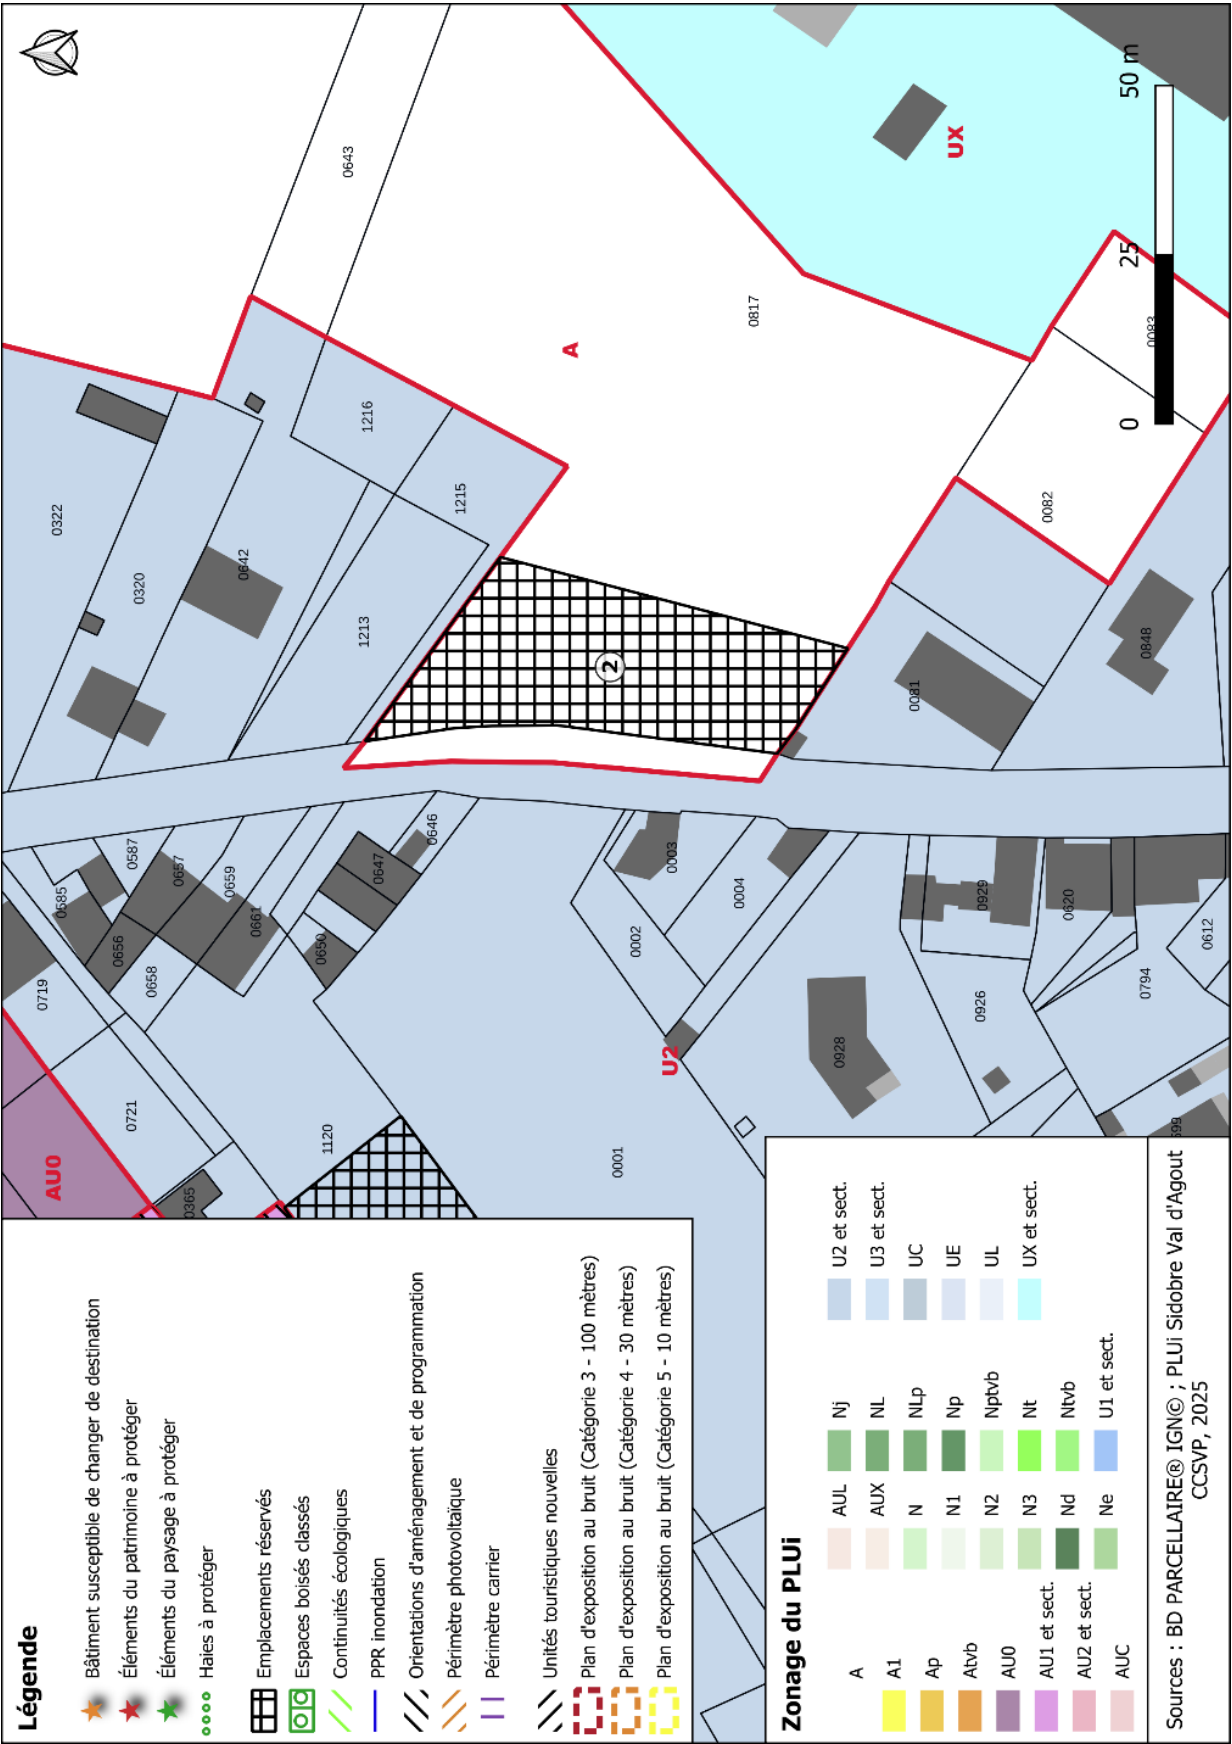 Légende
Bâtiment susceptible de changer de destination
Éléments du patrimoine à protéger
Éléments du paysage à protéger
Haies à protéger
Emplacements réservés
Espaces boisés classés
Continuités écologiques
PPR inondation
Orientations d'aménagement et de programmation
Périmètre photovoltaïque
Périmètre carrier
Unités touristiques nouvelles
Plan d'exposition au bruit (Catégorie 3 - 100 mètres)
Plan d'exposition au bruit (Catégorie 4 - 30 mètres)
Plan d'exposition au bruit (Catégorie 5 - 10 mètres)
Zonage du PLUi
A
A1
Ap
Atvb
AU0
AU1 et sect.
AU2 et sect.
AUC
AUL
AUX
N
N1
N2
N3
Nd
Ne
Nj
NL
NLp
Np
Nptvb
Nt
Ntvb
U1 et sect.
U2 et sect.
U3 et sect.
UC
UE
UL
UX et sect.
Sources : BD PARCELLAIRE® IGN© ; PLUi Sidobre Val d'Agout
CCSVP, 2025
AU0
U2
A
UX
2
0
25
50 m
0322
0320
0642
1213
1215
1216
0643
0817
0082
0083
0081
0848
0719
0721
0365
1120
0585
0587
0656
0657
0658
0659
0661
0650
0647
0646
0001
0002
0003
0004
0928
0926
0929
0620
0612
0794